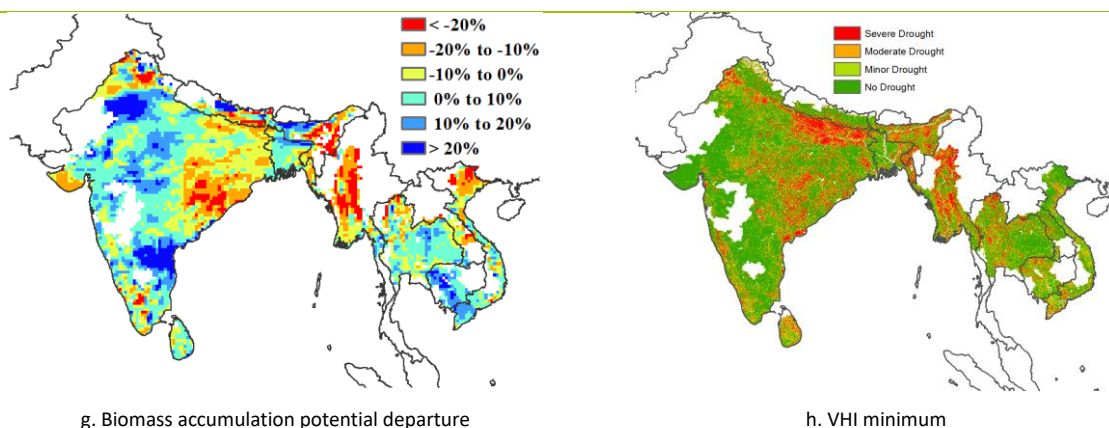 < -20%
-20% to -10%
-10% to 0%
0% to 10%
10% to 20%
> 20%
Severe Drought
Moderate Drought
Minor Drought
No Drought
g. Biomass accumulation potential departure
h. VHI minimum